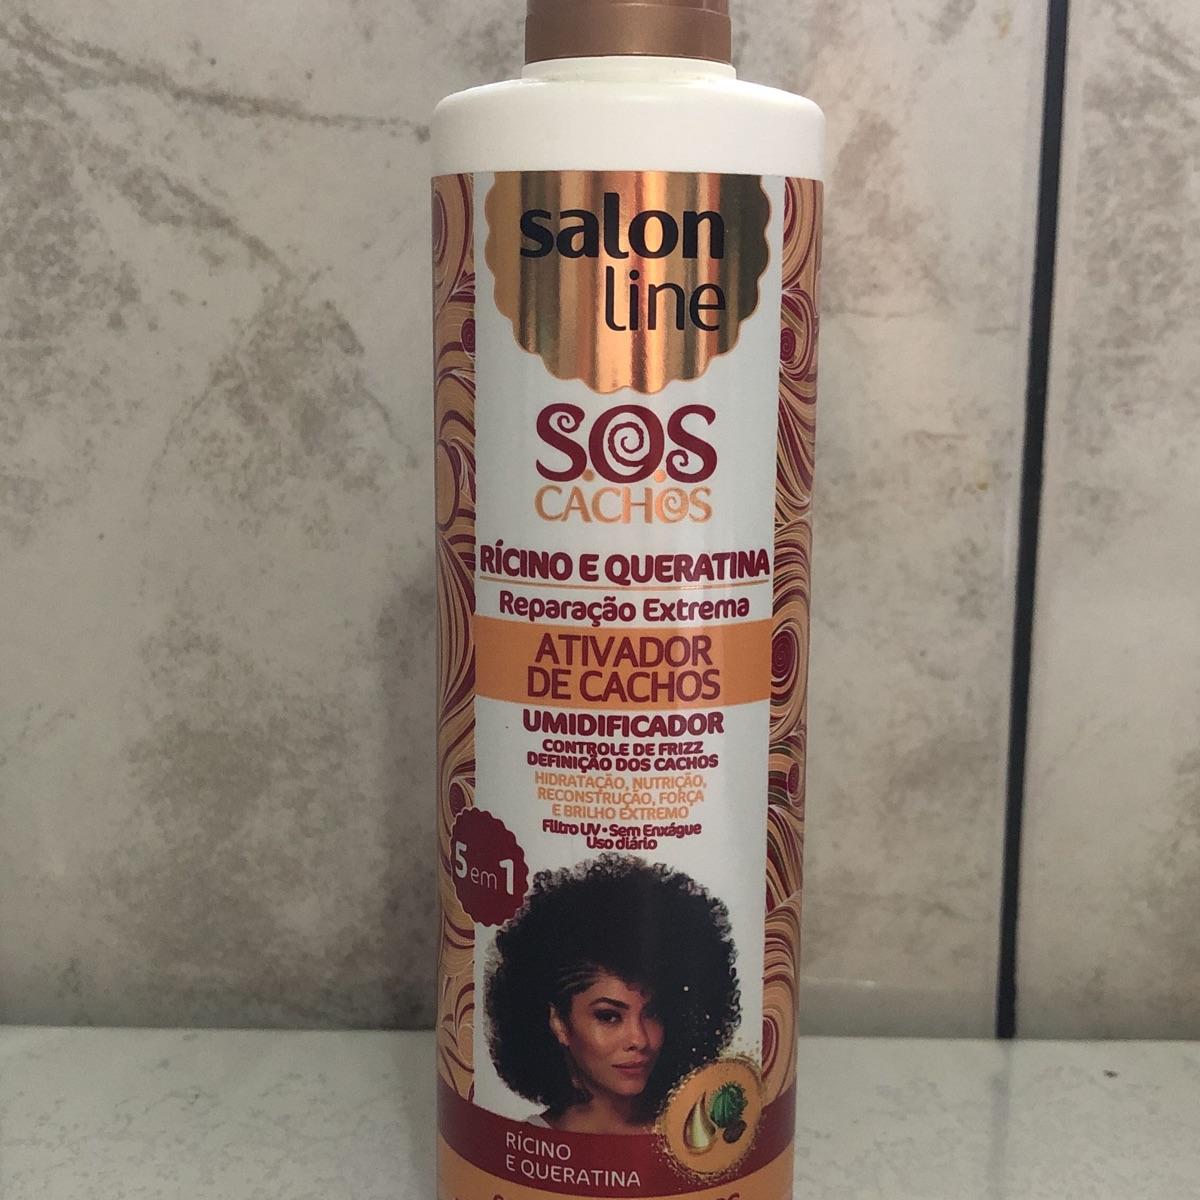 salon
line
S.O.S
CACHOS
RÍCINO E QUERATINA
Reparação Extrema
ATIVADOR
DE CACHOS
UMIDIFICADOR
CONTROLE DE FRIZZ
DEFINIÇÃO DOS CACHOS
HIDRATAÇÃO, NUTRIÇÃO,
RECONSTRUÇÃO, FORÇA
E BRILHO EXTREMO
Filtro UV • Sem Enxágue
Uso diário
5 em 1
RÍCINO
E QUERATINA